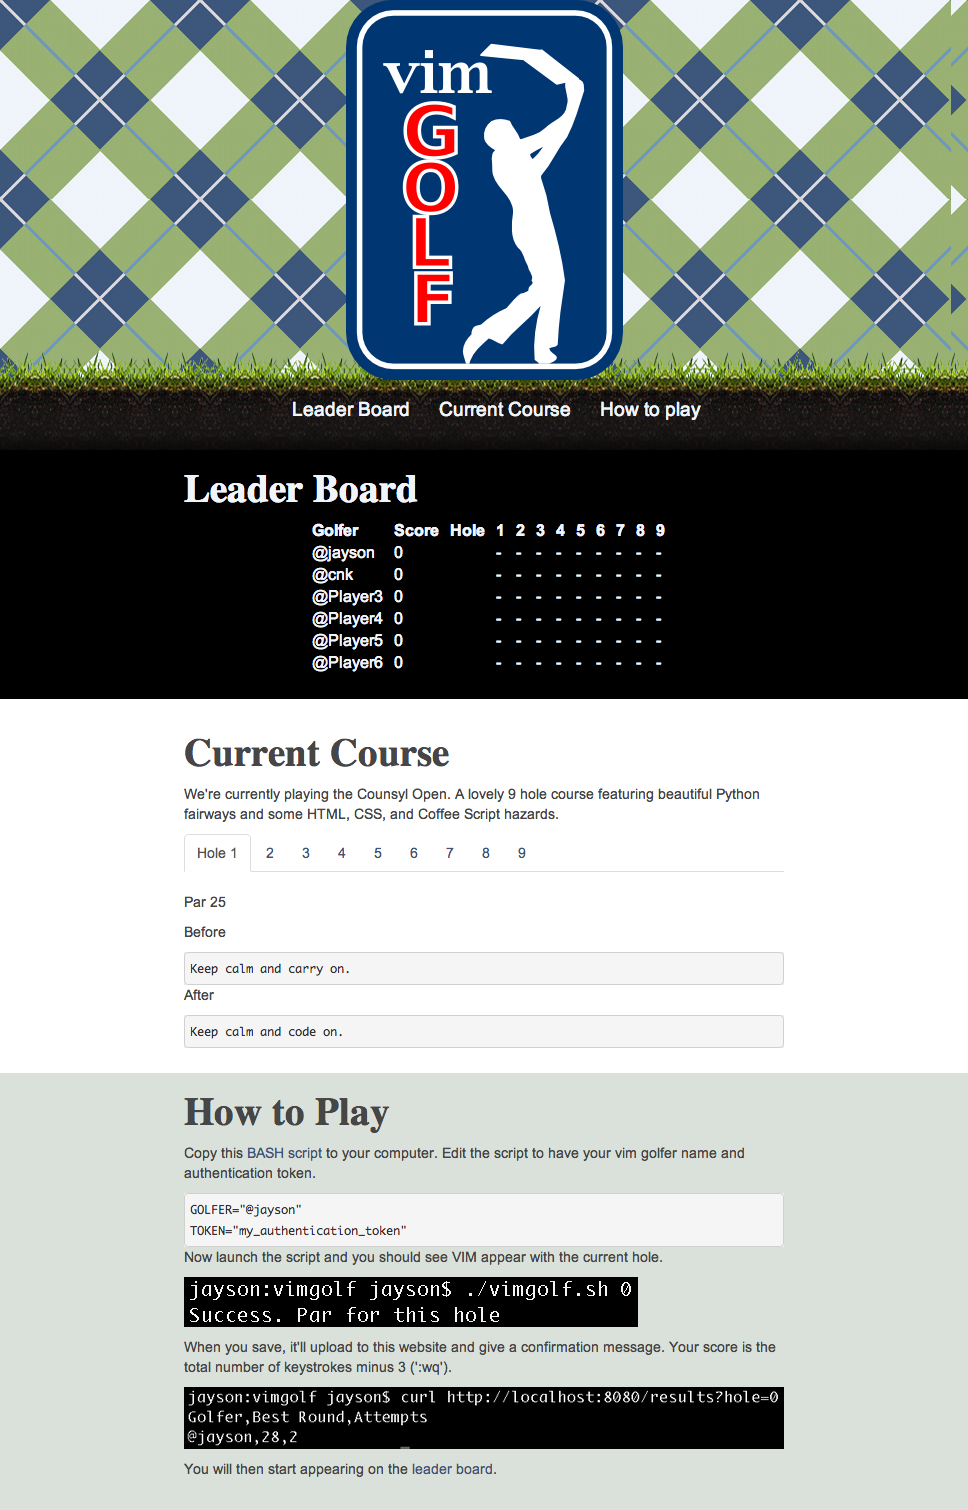 vim
GOLF
Leader Board Current Course How to play
Leader Board
Golfer Score Hole 1 2 3 4 5 6 7 8 9
@jayson 0 - - - - - - - - -
@cnk 0 - - - - - - - - -
@Player3 0 - - - - - - - - -
@Player4 0 - - - - - - - - -
@Player5 0 - - - - - - - - -
@Player6 0 - - - - - - - - -
Current Course
We're currently playing the Counsyl Open. A lovely 9 hole course featuring beautiful Python
fairways and some HTML, CSS, and Coffee Script hazards.
Hole 1 2 3 4 5 6 7 8 9
Par 25
Before
Keep calm and carry on.
After
Keep calm and code on.
How to Play
Copy this BASH script to your computer. Edit the script to have your vim golfer name and
authentication token.
GOLFER="@jayson"
TOKEN="my_authentication_token"
Now launch the script and you should see VIM appear with the current hole.
jayson:vimgolf jayson$ ./vimgolf.sh 0
Success. Par for this hole
When you save, it'll upload to this website and give a confirmation message. Your score is the
total number of keystrokes minus 3 (':wq').
jayson:vimgolf jayson$ curl http://localhost:8080/results?hole=0
Golfer,Best Round,Attempts
@jayson,28,2
You will then start appearing on the leader board.